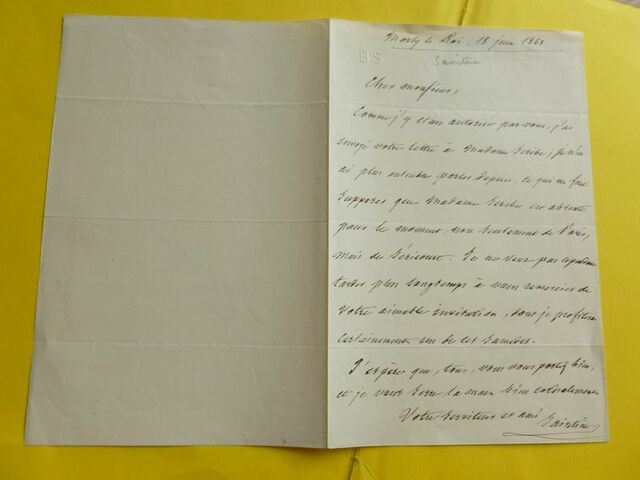 Marly le Roi, 18 juin 1860
BS
Saintine
Cher monsieur,
Comme j'y étais autorisé par vous, j'ai
envoyé votre lettre à Madame Scribe; je n'en
ai plus entendu parler depuis, ce qui me fait
supposer que Madame Scribe est absente
pour le moment, non seulement de Paris,
mais de Séricourt. Je ne veux pas cependant
tarder plus longtemps à vous remercier de
votre aimable invitation, dont je profiterai
certainement un de ces samedis.
J'espère que, tous, vous vous portez bien,
et je vous serre la main bien cordialement
Votre serviteur et ami, Saintine